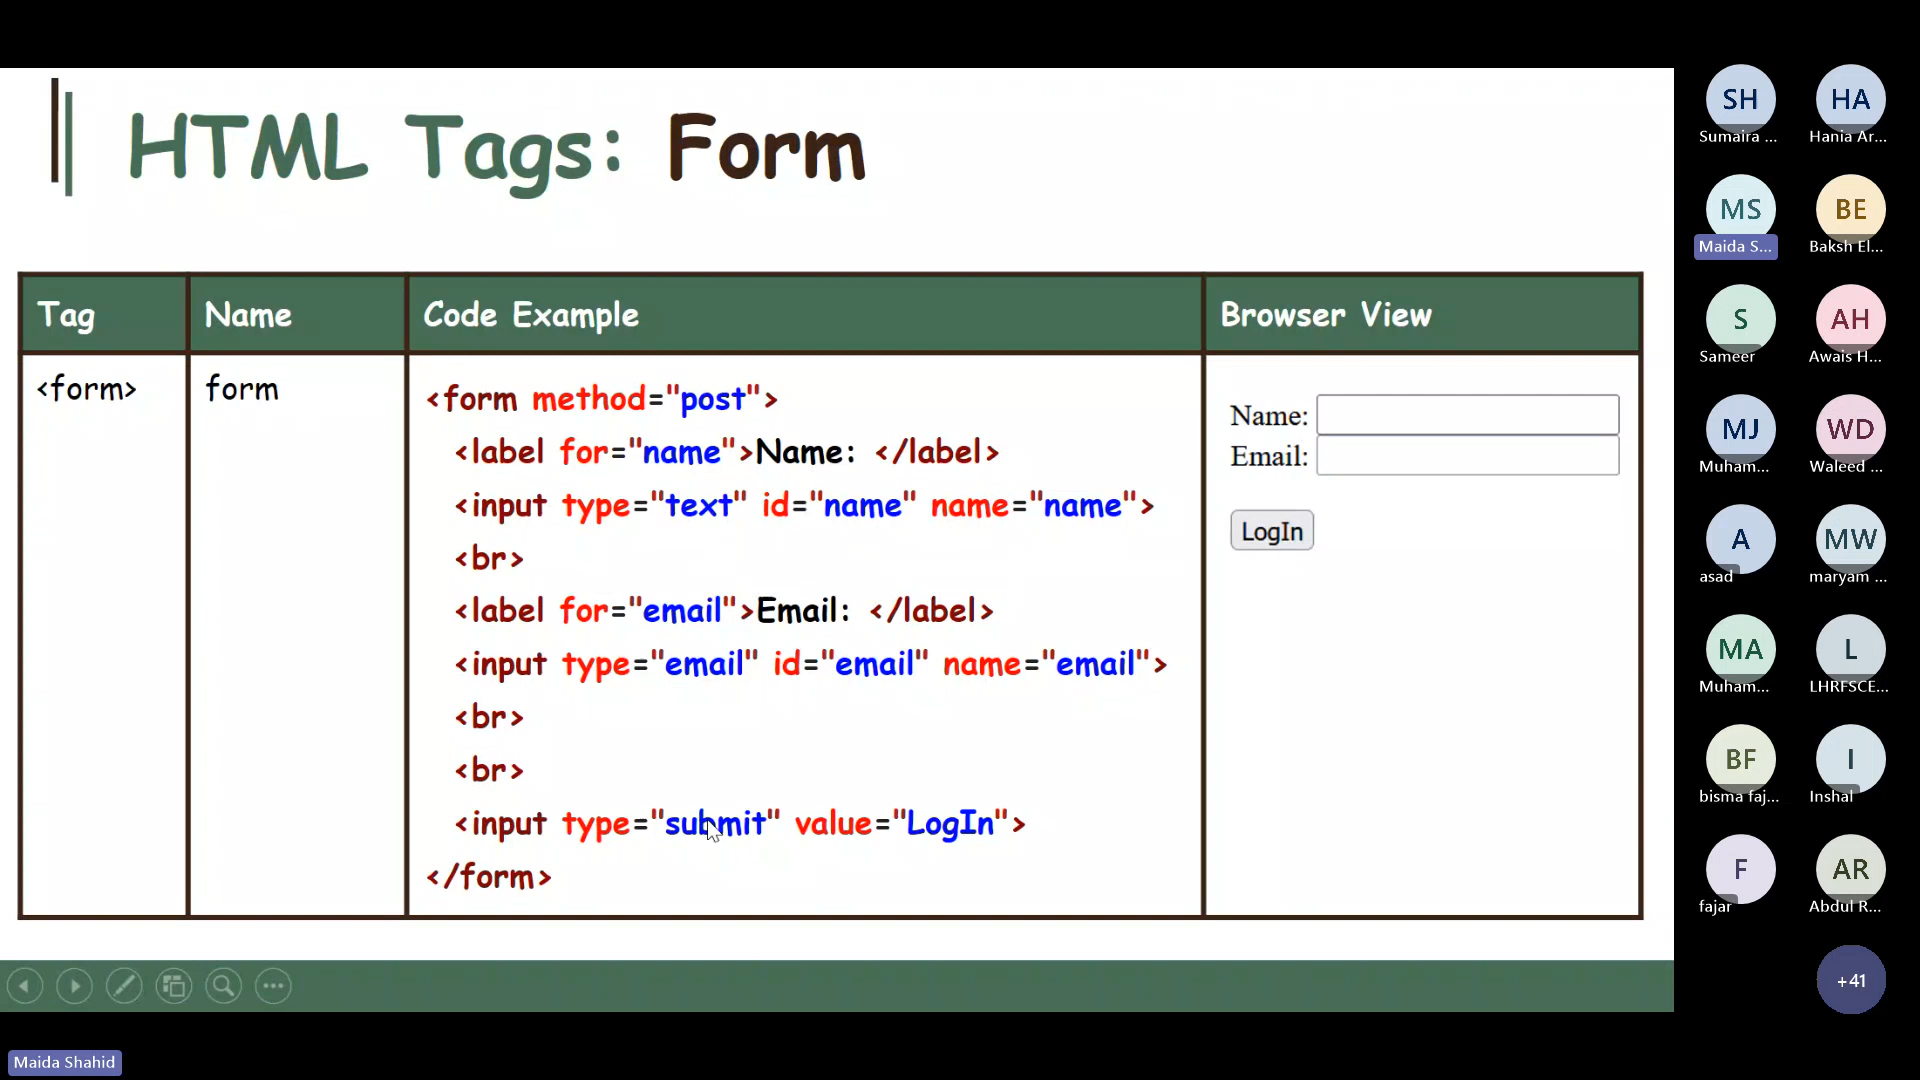 HTML Tags: Form
Tag Name Code Example Browser View
<form> form
<form method="post">
<label for="name">Name: </label>
<input type="text" id="name" name="name">
<br>
<label for="email">Email: </label>
<input type="email" id="email" name="email">
<br>
<br>
<input type="submit" value="LogIn">
</form>
Name:
Email:
LogIn
SH HA
Sumaira ... Hania Ar...
MS BE
Maida S... Baksh El...
S AH
Sameer Awais H...
MJ WD
Muham... Waleed ...
A MW
asad maryam ...
MA L
Muham... LHRFSCE...
BF I
bisma faj... Inshal
F AR
fajar Abdul R...
+41
Maida Shahid